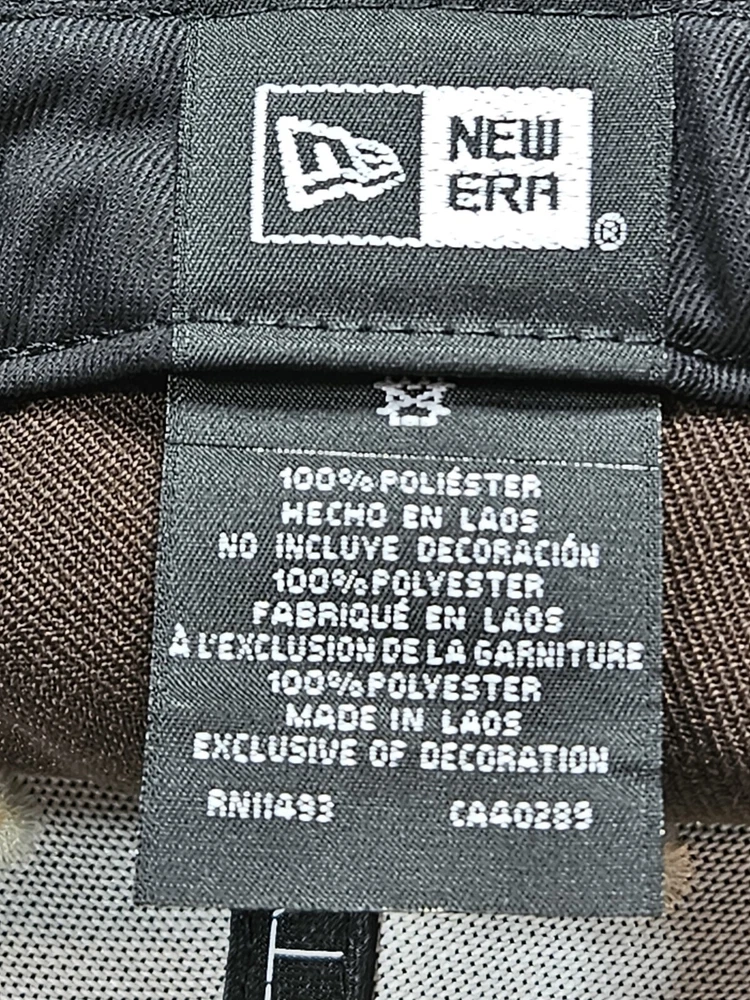 NEW
ERA
®
100% POLIÉSTER
HECHO EN LAOS
NO INCLUYE DECORACIÓN
100% POLYESTER
FABRIQUÉ EN LAOS
À L'EXCLUSION DE LA GARNITURE
100% POLYESTER
MADE IN LAOS
EXCLUSIVE OF DECORATION
RN11493 CA40289